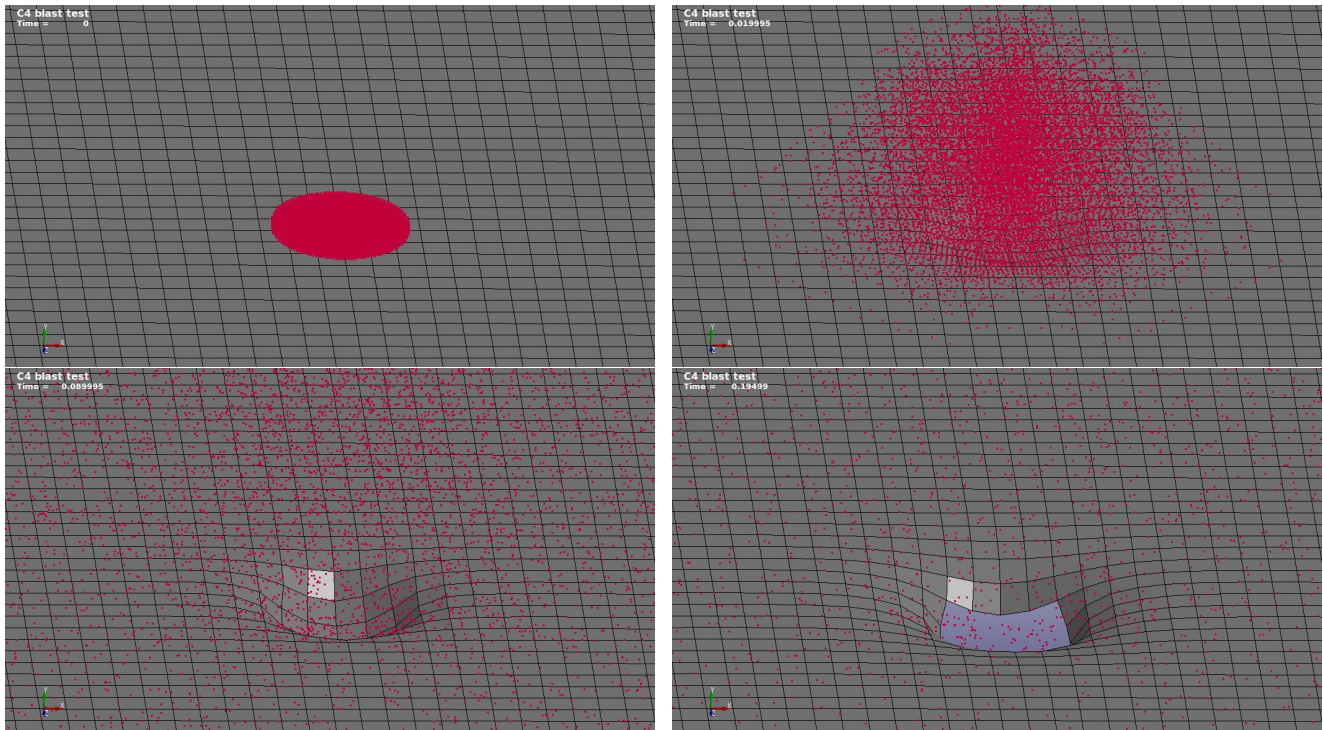 C4 blast test
Time = 0
C4 blast test
Time = 0.019995
C4 blast test
Time = 0.089995
C4 blast test
Time = 0.19499